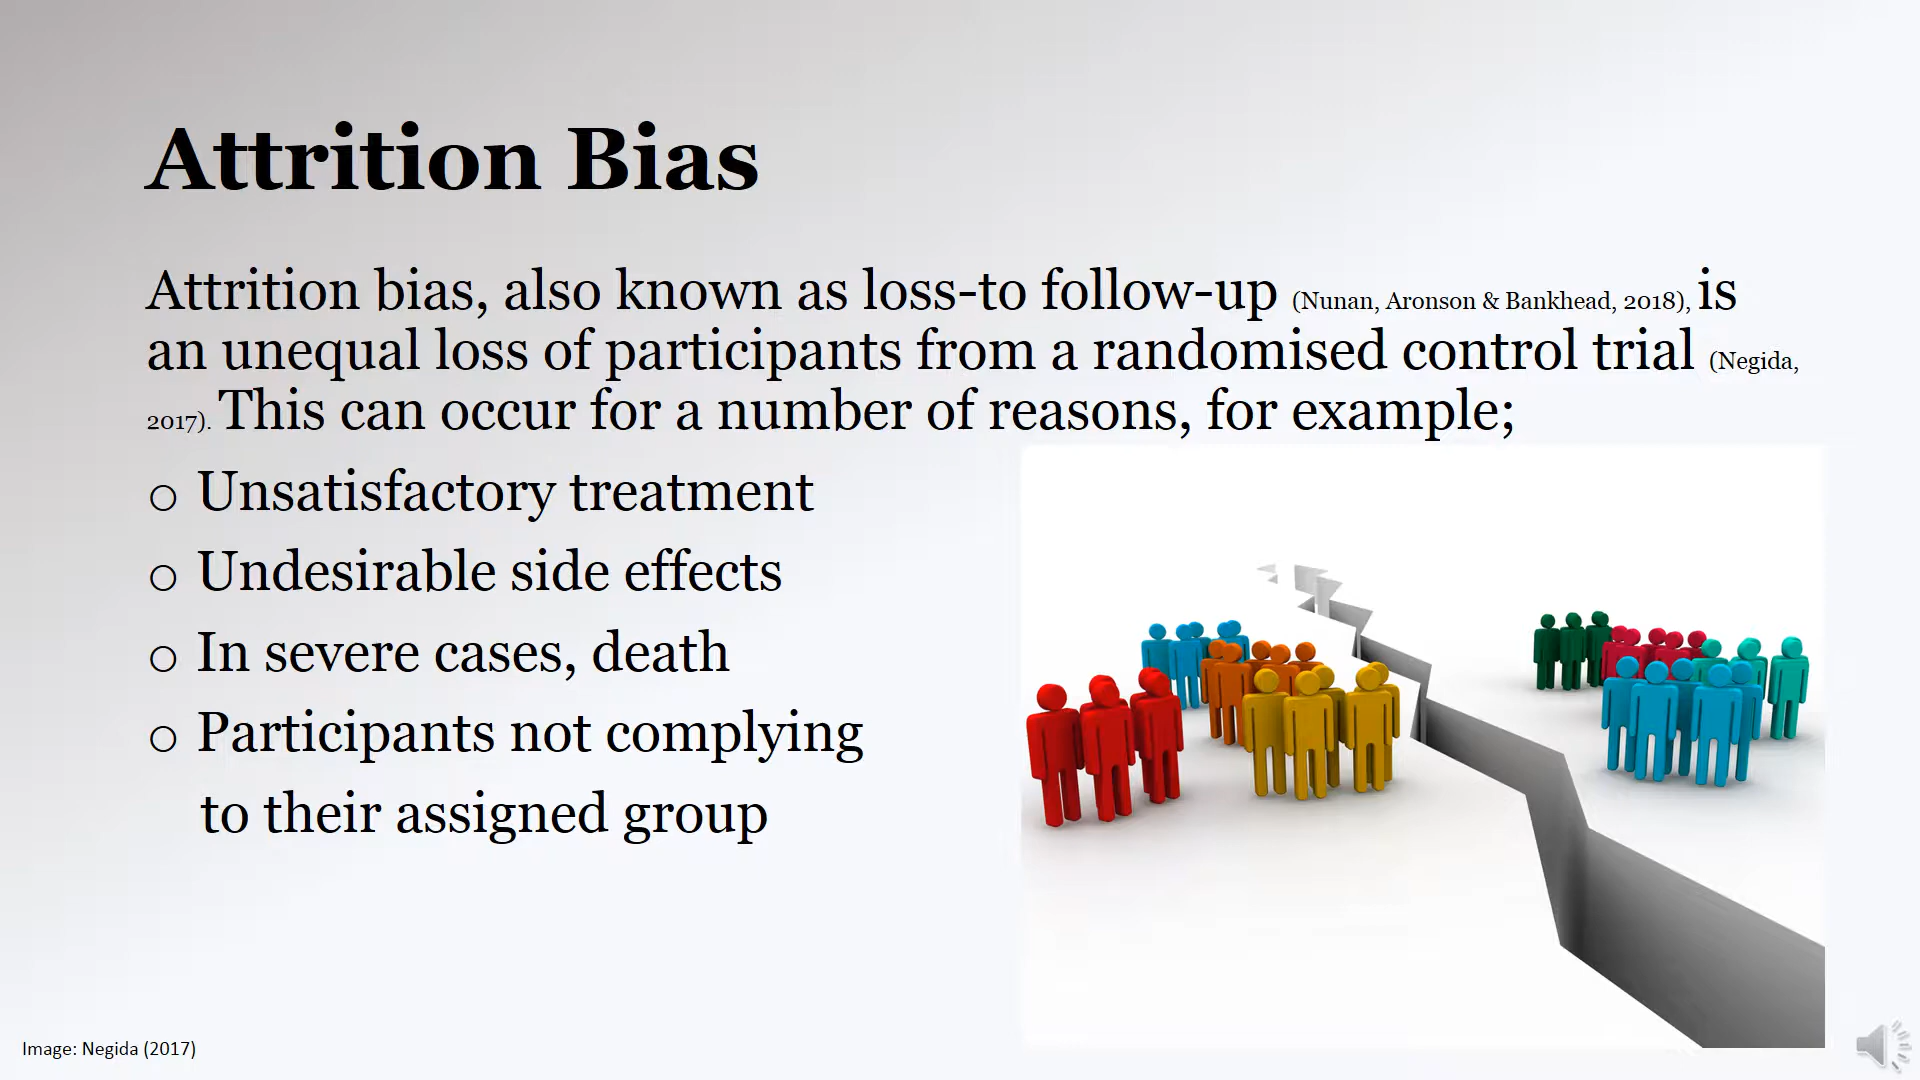 Attrition Bias
Attrition bias, also known as loss-to follow-up (Nunan, Aronson & Bankhead, 2018), is
an unequal loss of participants from a randomised control trial (Negida,
2017). This can occur for a number of reasons, for example;
o Unsatisfactory treatment
o Undesirable side effects
o In severe cases, death
o Participants not complying
to their assigned group
Image: Negida (2017)